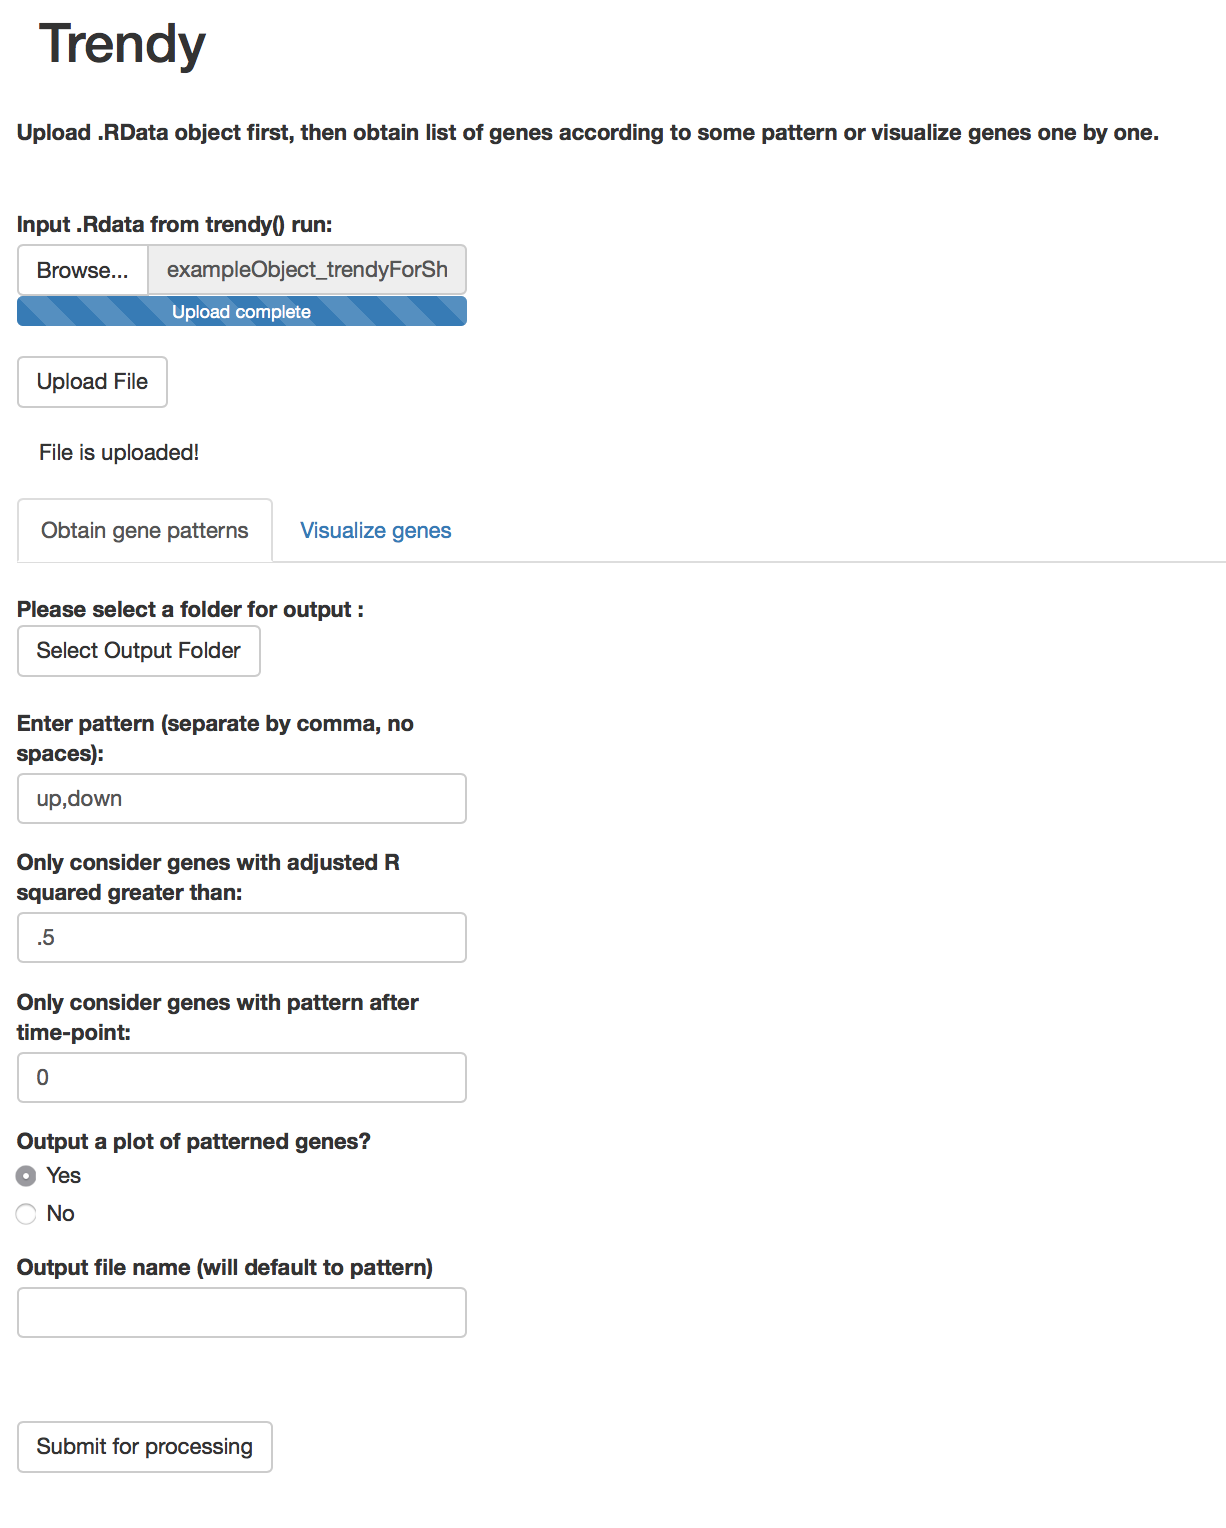 Trendy
Upload .RData object first, then obtain list of genes according to some pattern or visualize genes one by one.
Input .Rdata from trendy() run:
Browse... exampleObject_trendyForSh
Upload complete
Upload File
File is uploaded!
Obtain gene patterns Visualize genes
Please select a folder for output :
Select Output Folder
Enter pattern (separate by comma, no
spaces):
up,down
Only consider genes with adjusted R
squared greater than:
.5
Only consider genes with pattern after
time-point:
0
Output a plot of patterned genes?
Yes
No
Output file name (will default to pattern)
Submit for processing